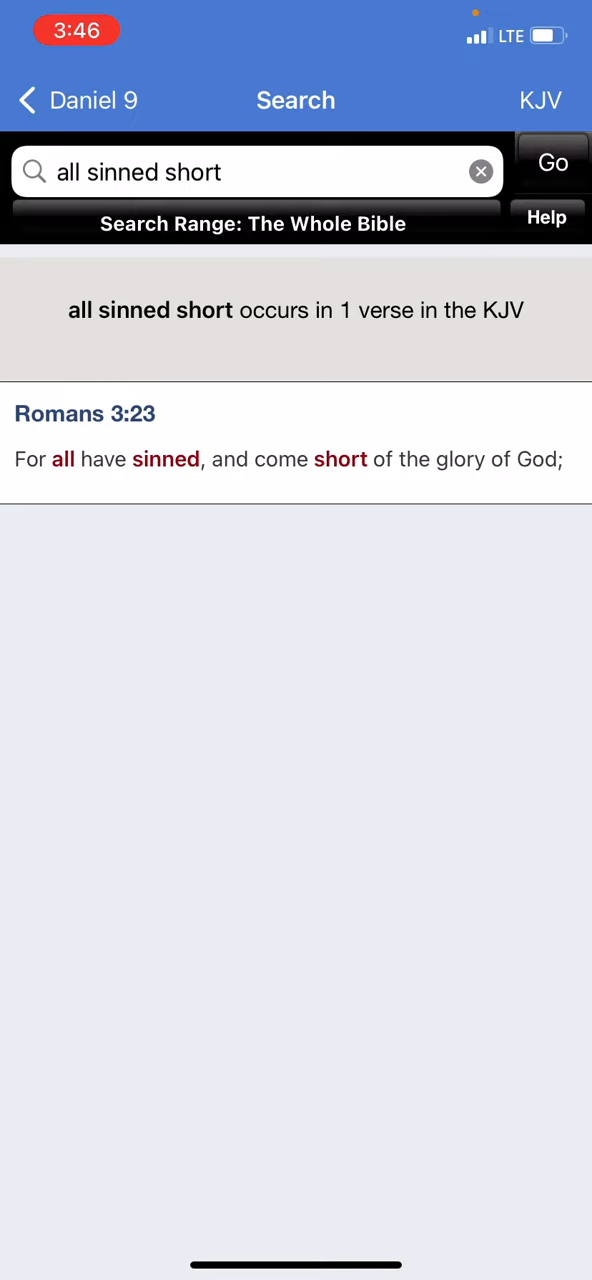 3:46
LTE
Daniel 9
Search
KJV
all sinned short
Go
Search Range: The Whole Bible
Help
all sinned short occurs in 1 verse in the KJV
Romans 3:23
For all have sinned, and come short of the glory of God;